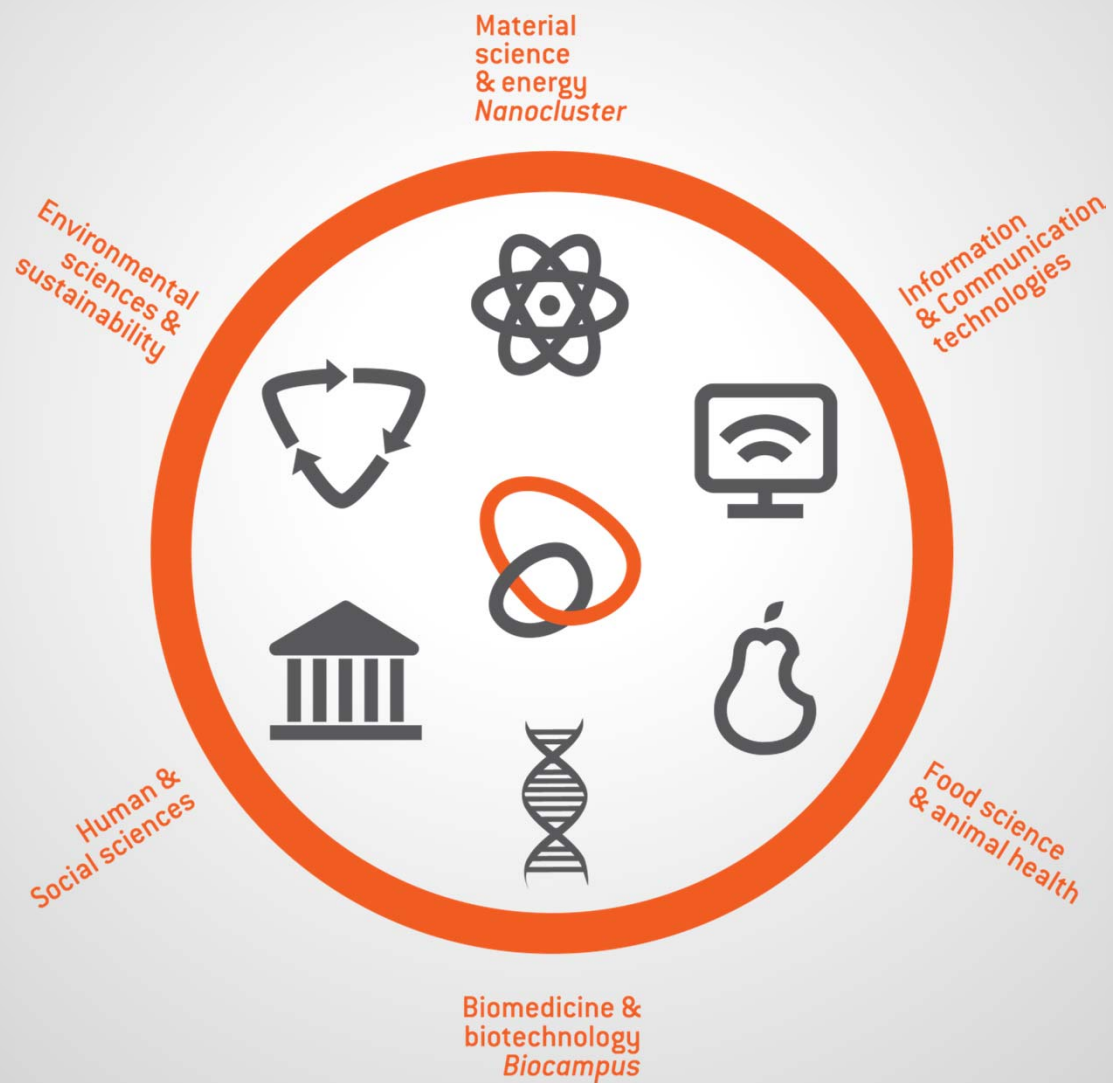 Material
science
& energy
Nanocluster
Environmental
sciences &
sustainability
Information
& Communication
technologies
Human &
Social sciences
Food science
& animal health
Biomedicine &
biotechnology
Biocampus